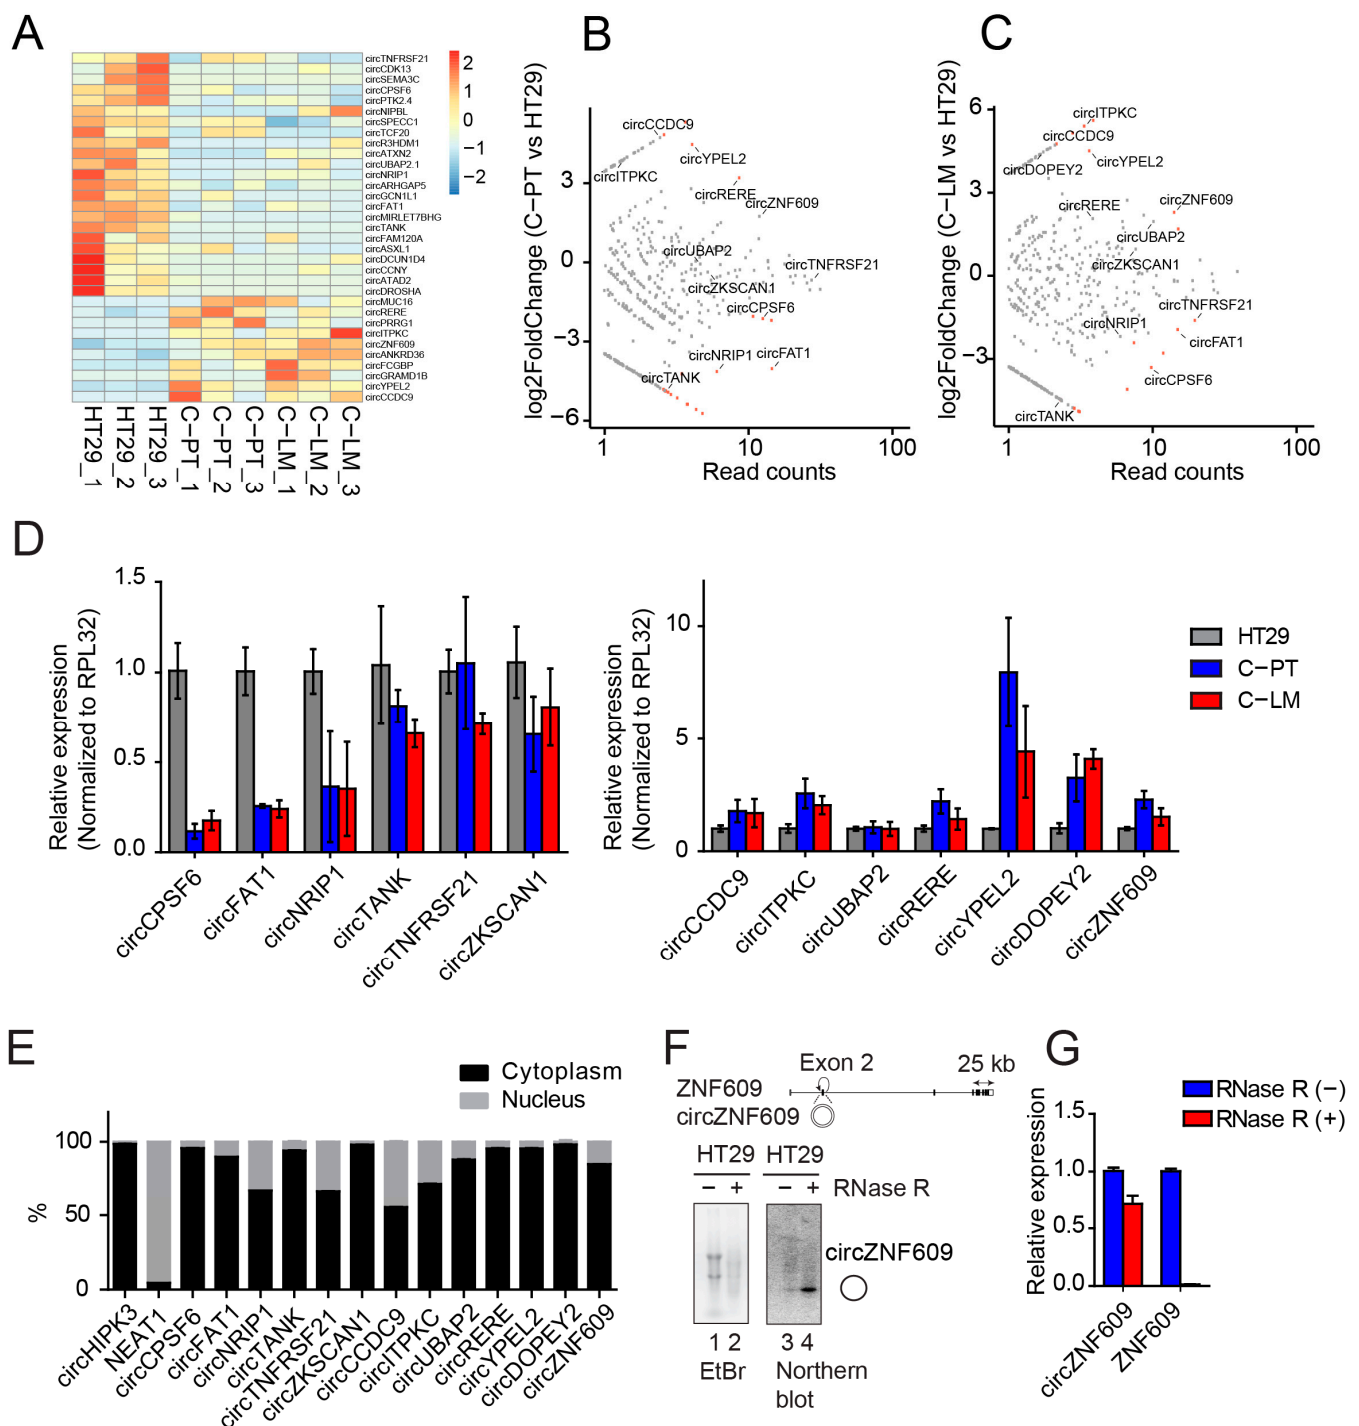 A
circTNFRSF21
circCDK13
circSEMA3C
circCPSF6
circPTK2.4
circNIPBL
circSPECC1
circTCF20
circR3HDM1
circATXN2
circUBAP2.1
circNRIP1
circARHGAP5
circGCN1L1
circFAT1
circMIRLET7BHG
circTANK
circFAM120A
circASXL1
circDCUN1D4
circCCNY
circATAD2
circDROSHA
circMUC16
circRERE
circPRRG1
circITPKC
circZNF609
circANKRD36
circFCGBP
circGRAMD1B
circYPEL2
circCCDC9
2
1
0
−1
−2
HT29_1
HT29_2
HT29_3
C−PT_1
C−PT_2
C−PT_3
C−LM_1
C−LM_2
C−LM_3
B
log2FoldChange (C−PT vs HT29)
3
0
−3
−6
circCCDC9
circYPEL2
circITPKC
circRERE
circZNF609
circUBAP2
circTNFRSF21
circZKSCAN1
circCPSF6
circNRIP1
circFAT1
circTANK
1
10
100
Read counts
C
log2FoldChange (C−LM vs HT29)
6
3
0
−3
circITPKC
circCCDC9
circDOPEY2
circYPEL2
circRERE
circZNF609
circUBAP2
circZKSCAN1
circTNFRSF21
circNRIP1
circFAT1
circCPSF6
circTANK
1
10
100
Read counts
D
Relative expression
(Normalized to RPL32)
1.5
1.0
0.5
0.0
circCPSF6
circFAT1
circNRIP1
circTANK
circTNFRSF21
circZKSCAN1
Relative expression
(Normalized to RPL32)
10
5
0
circCCDC9
circITPKC
circUBAP2
circRERE
circYPEL2
circDOPEY2
circZNF609
HT29
C−PT
C−LM
E
Cytoplasm
Nucleus
%
100
50
0
circHIPK3
NEAT1
circCPSF6
circFAT1
circNRIP1
circTANK
circTNFRSF21
circZKSCAN1
circCCDC9
circITPKC
circUBAP2
circRERE
circYPEL2
circDOPEY2
circZNF609
F
Exon 2
25 kb
ZNF609
circZNF609
HT29 HT29
− + − + RNase R
circZNF609
1 2 3 4
EtBr Northern
blot
G
RNase R (−)
RNase R (+)
Relative expression
1.5
1.0
0.5
0.0
circZNF609
ZNF609